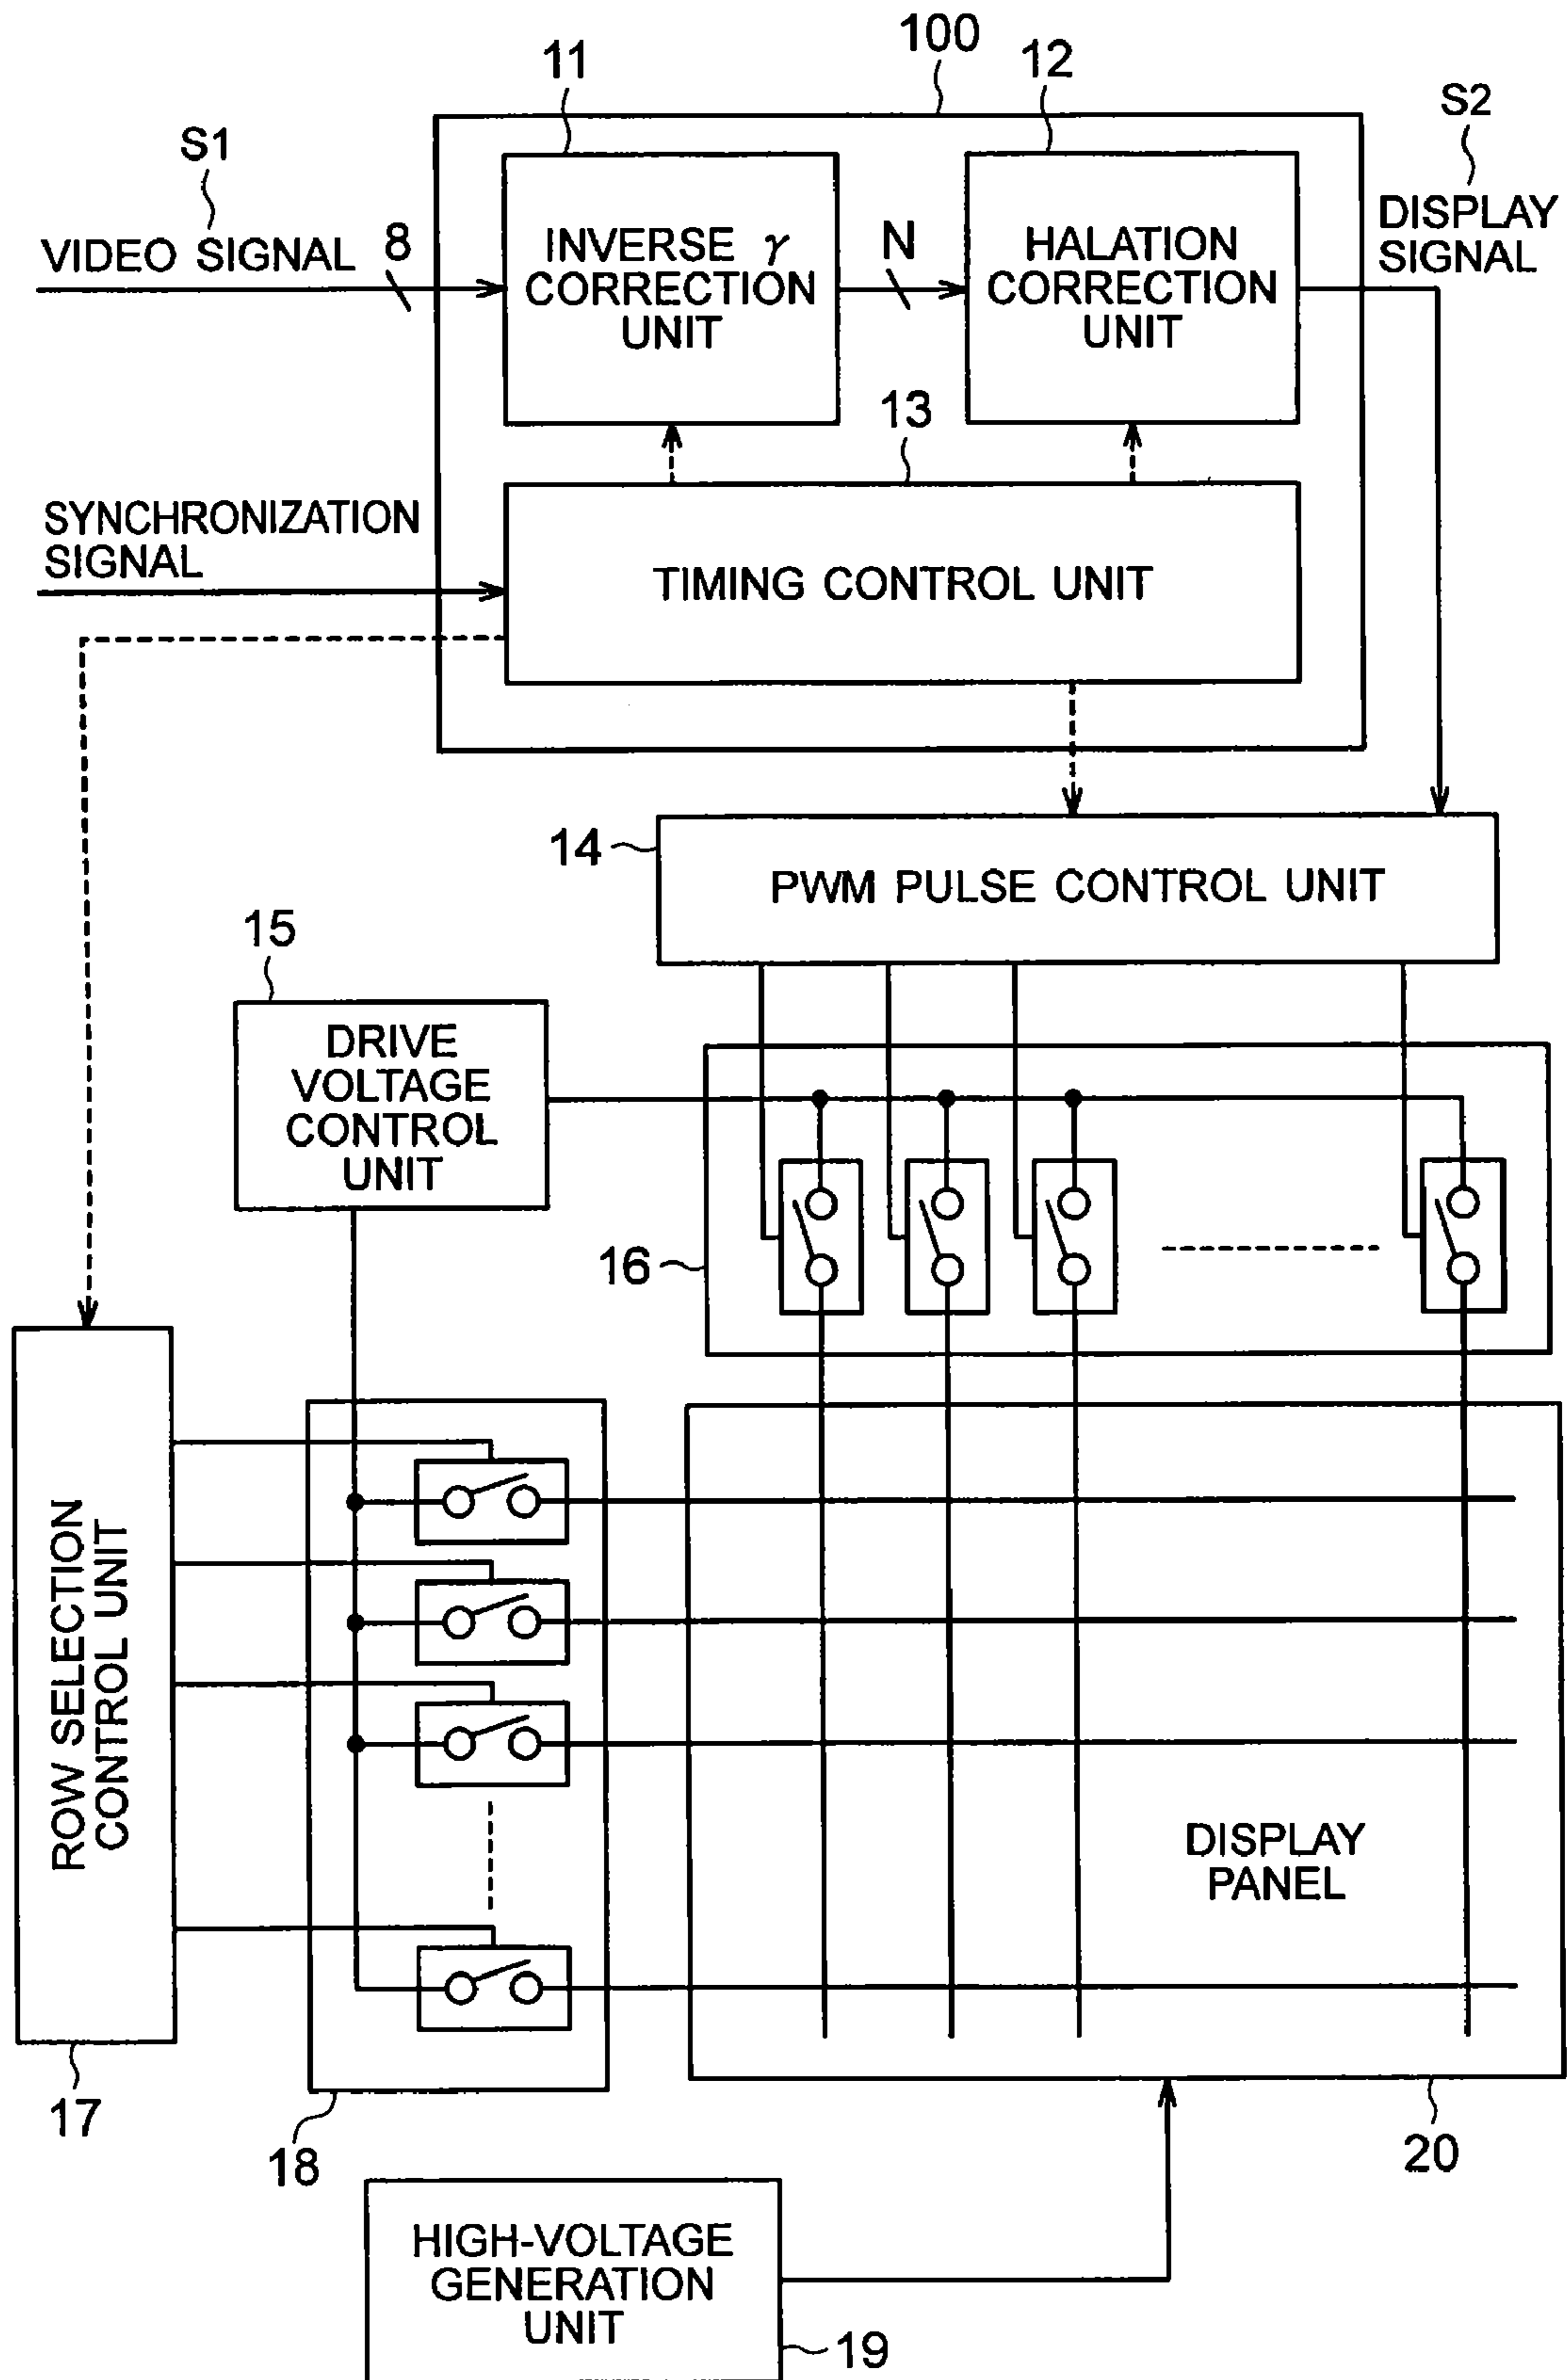 100
11
12
S1
S2
VIDEO SIGNAL
8
INVERSE γ
CORRECTION
UNIT
N
HALATION
CORRECTION
UNIT
DISPLAY
SIGNAL
13
SYNCHRONIZATION
SIGNAL
TIMING CONTROL UNIT
14
PWM PULSE CONTROL UNIT
15
DRIVE
VOLTAGE
CONTROL
UNIT
16
ROW SELECTION
CONTROL UNIT
DISPLAY
PANEL
17
18
20
HIGH-VOLTAGE
GENERATION
UNIT
19